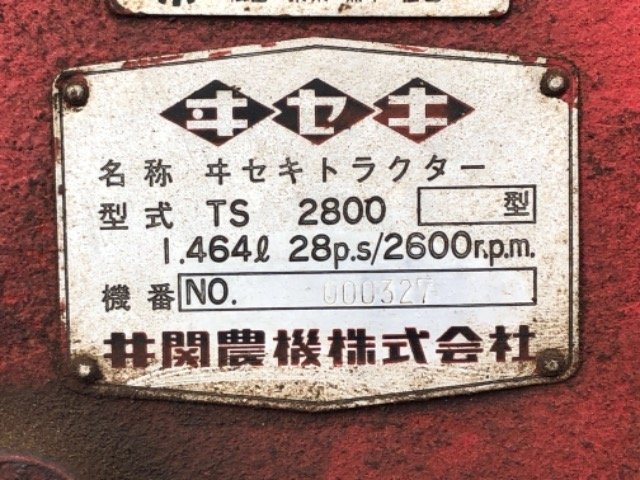 ヰセキ
名称 ヰセキトラクター
型式 TS 2800 型
1.464ℓ 28p.s/2600r.p.m.
機番 NO. 000327
井関農機株式会社